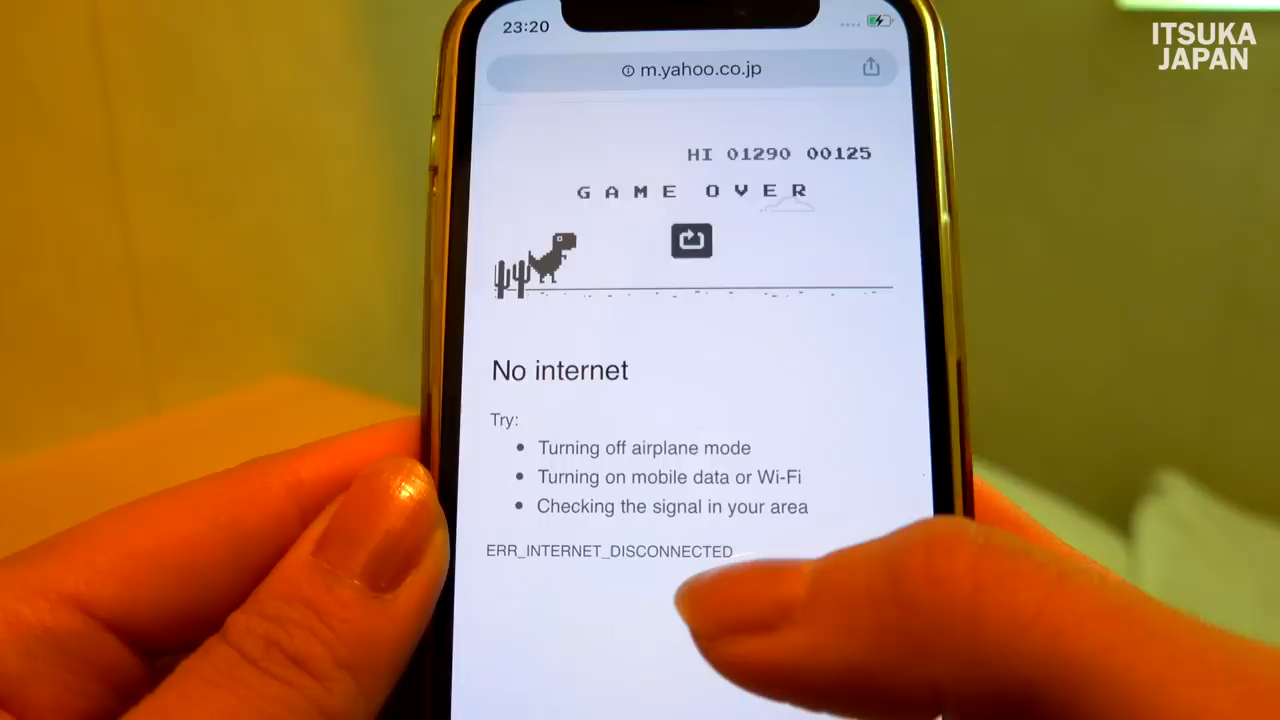 23:20
ITSUKA
JAPAN
m.yahoo.co.jp
HI 01290 00125
GAME OVER
No internet
Try:
• Turning off airplane mode
• Turning on mobile data or Wi-Fi
• Checking the signal in your area
ERR_INTERNET_DISCONNECTED